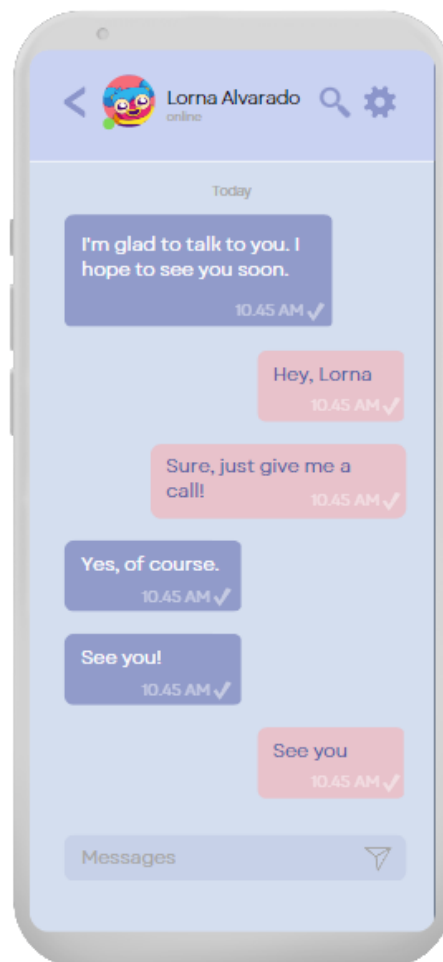 Lorna Alvarado
online
Today
I'm glad to talk to you. I
hope to see you soon.
10.45 AM
Hey, Lorna
10.45 AM
Sure, just give me a
call!
10.45 AM
Yes, of course.
10.45 AM
See you!
10.45 AM
See you
10.45 AM
Messages